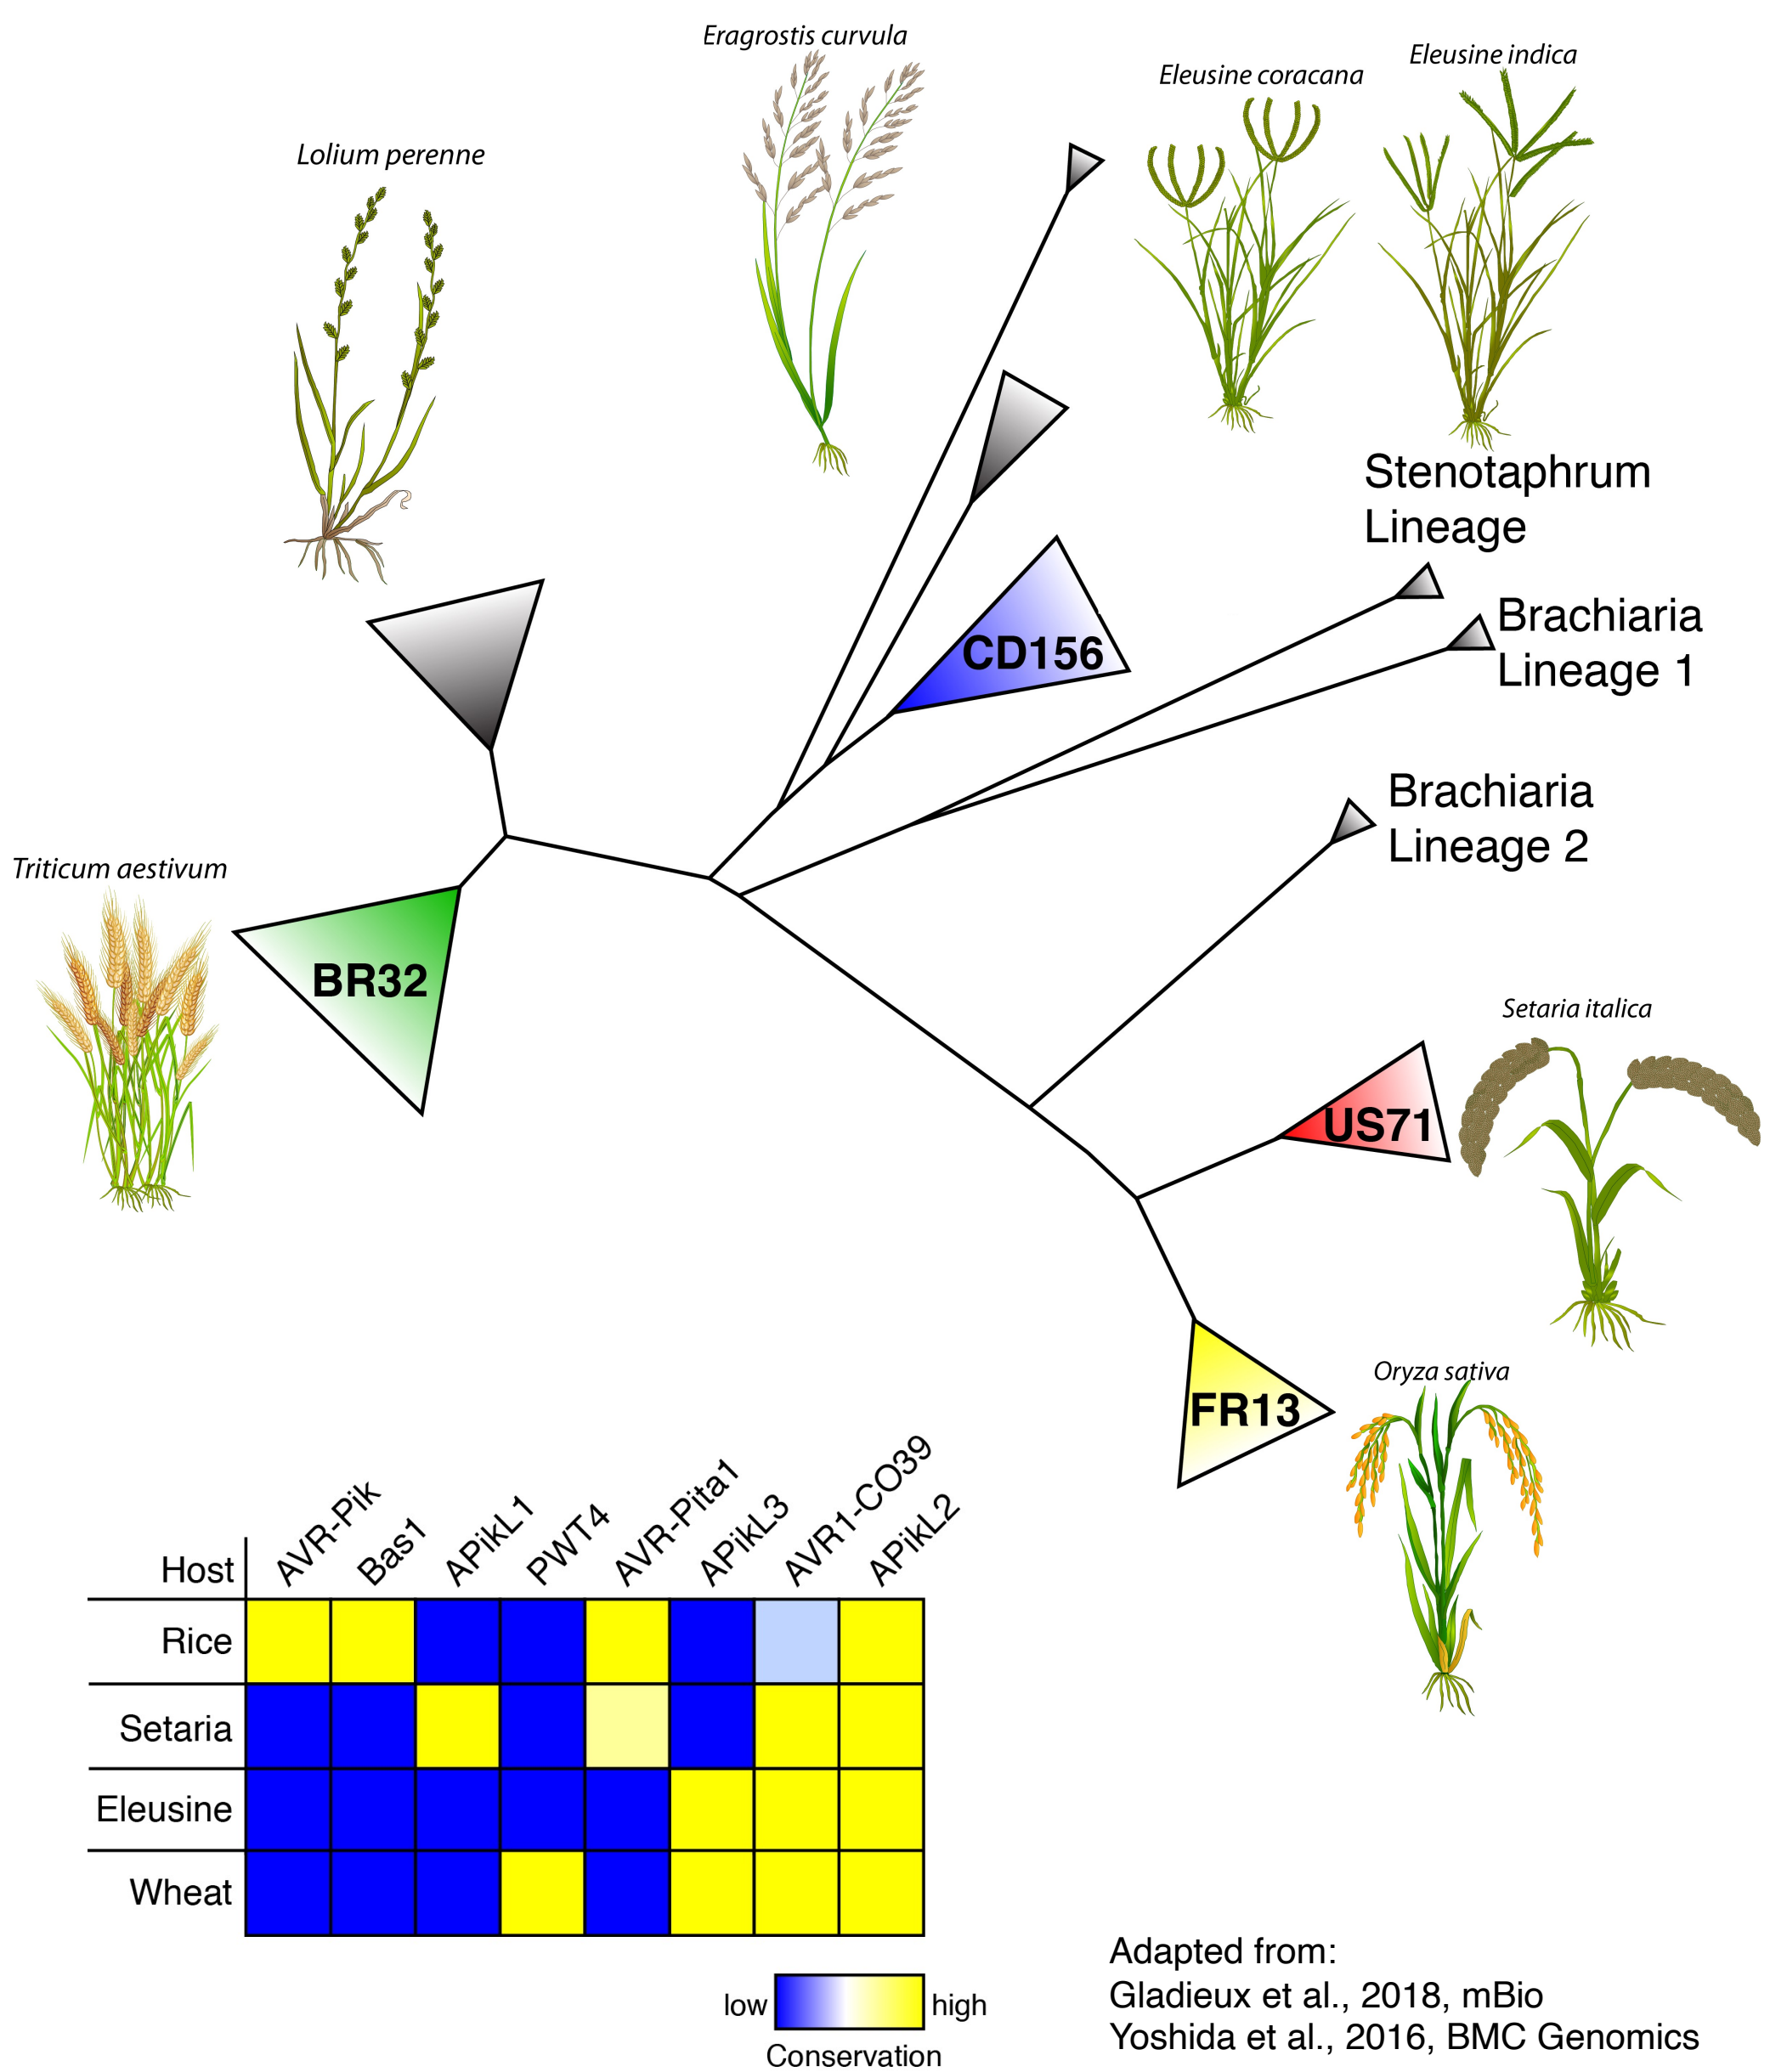 Eragrostis curvula
Eleusine coracana
Eleusine indica
Lolium perenne
Stenotaphrum
Lineage
CD156
Brachiaria
Lineage 1
Brachiaria
Lineage 2
Triticum aestivum
BR32
Setaria italica
US71
Oryza sativa
FR13
Host
AVR-Pik
Bas1
APikL1
PWT4
AVR-Pita1
APikL3
AVR1-CO39
APikL2
Rice
Setaria
Eleusine
Wheat
low
high
Conservation
Adapted from:
Gladieux et al., 2018, mBio
Yoshida et al., 2016, BMC Genomics